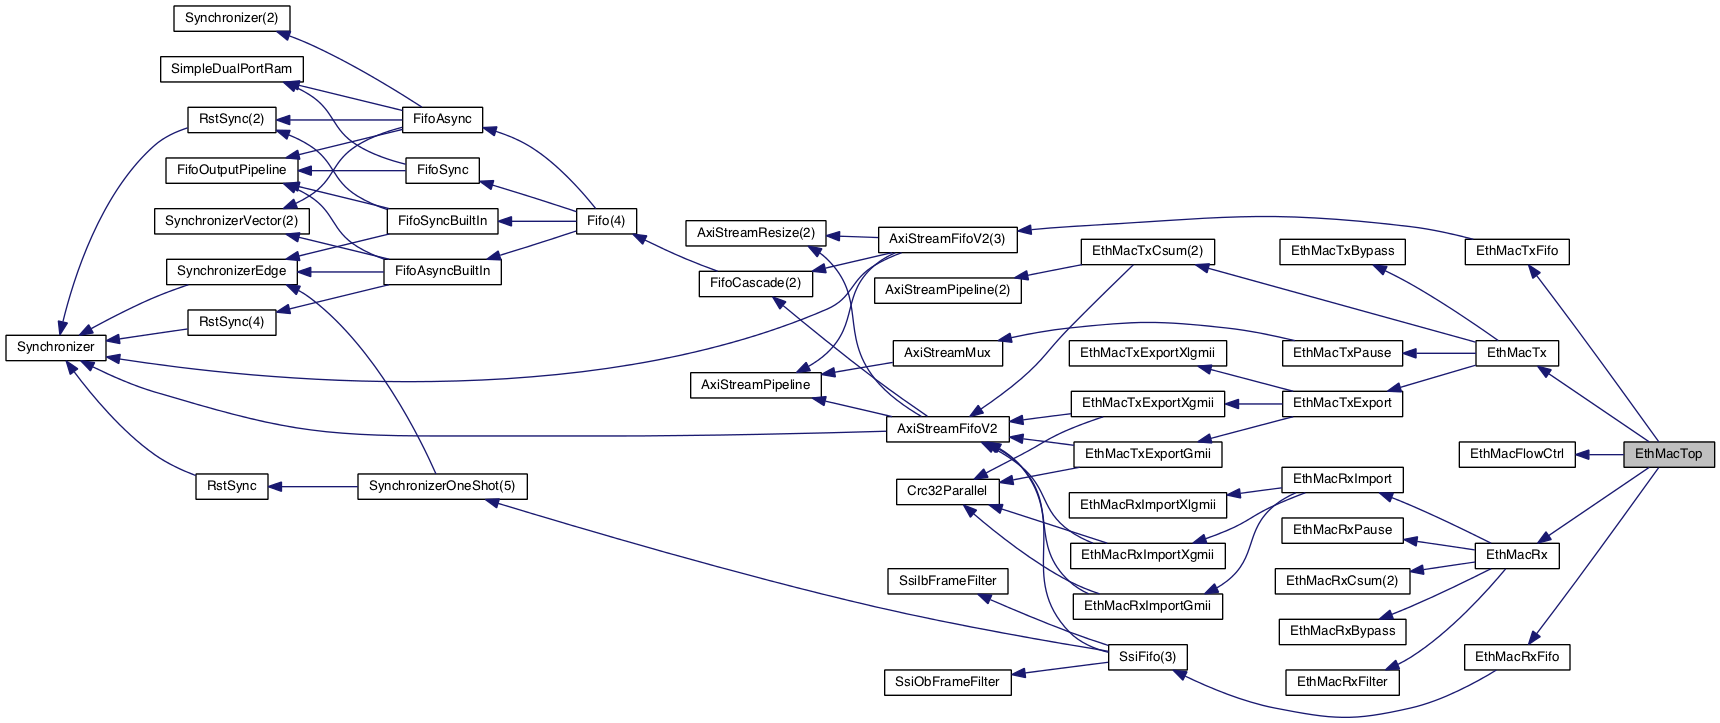 Synchronizer(2)
SimpleDualPortRam
RstSync(2)
FifoAsync
FifoOutputPipeline
FifoSync
SynchronizerVector(2)
FifoSyncBuiltIn
Fifo(4)
SynchronizerEdge
FifoAsyncBuiltIn
RstSync(4)
Synchronizer
RstSync
SynchronizerOneShot(5)
AxiStreamResize(2)
AxiStreamFifoV2(3)
FifoCascade(2)
AxiStreamPipeline(2)
AxiStreamMux
AxiStreamPipeline
AxiStreamFifoV2
Crc32Parallel
SsiIbFrameFilter
SsiObFrameFilter
EthMacTxCsum(2)
EthMacTxExportXlgmii
EthMacTxExportXgmii
EthMacTxExportGmii
EthMacRxImportXlgmii
EthMacRxImportXgmii
EthMacRxImportGmii
SsiFifo(3)
EthMacTxBypass
EthMacTxPause
EthMacTxExport
EthMacRxImport
EthMacRxPause
EthMacRxCsum(2)
EthMacRxBypass
EthMacRxFilter
EthMacTxFifo
EthMacTx
EthMacFlowCtrl
EthMacRx
EthMacRxFifo
EthMacTop